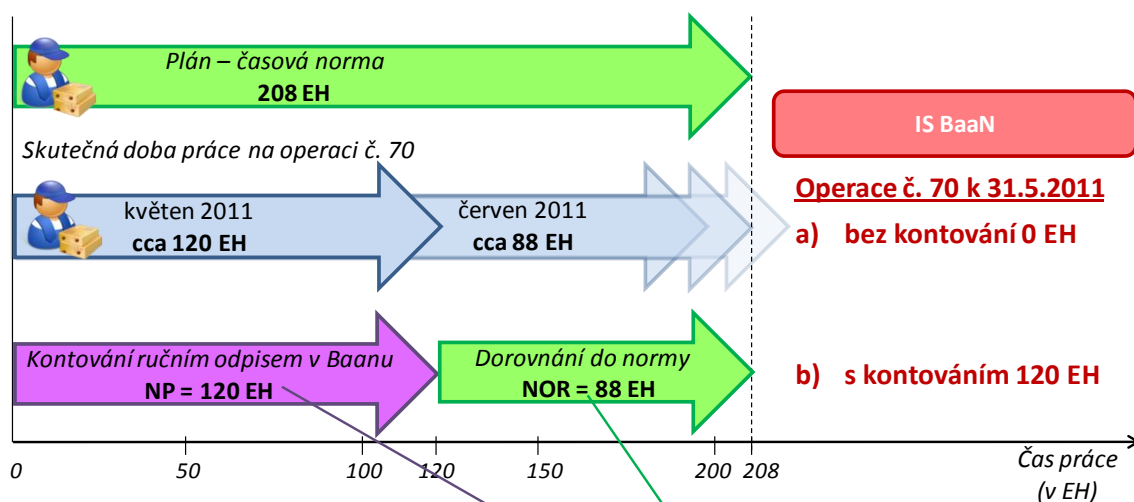 Plán – časová norma
208 EH
IS BaaN
Skutečná doba práce na operaci č. 70
květen 2011
cca 120 EH
červen 2011
cca 88 EH
Operace č. 70 k 31.5.2011
a) bez kontování 0 EH
Kontování ručním odpisem v Baanu
NP = 120 EH
Dorovnání do normy
NOR = 88 EH
b) s kontováním 120 EH
0 50 100 120 150 200 208
Čas práce
(v EH)